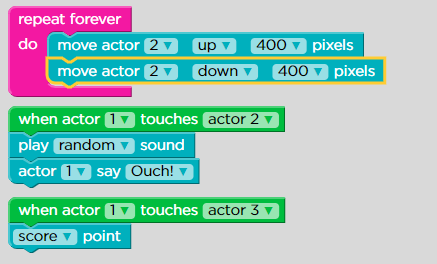 repeat forever
do move actor 2 up 400 pixels
move actor 2 down 400 pixels
when actor 1 touches actor 2
play random sound
actor 1 say Ouch!
when actor 1 touches actor 3
score point